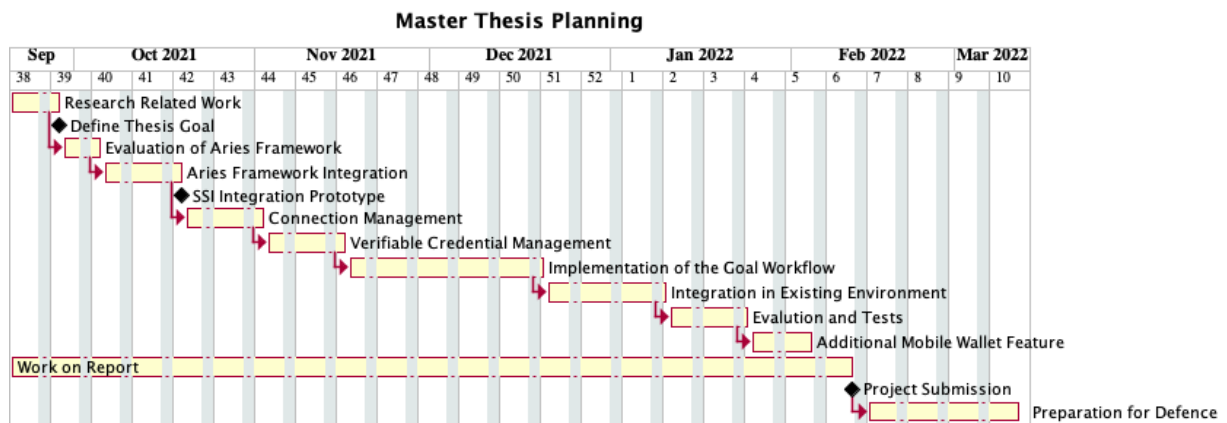 Master Thesis Planning
Sep Oct 2021 Nov 2021 Dec 2021 Jan 2022 Feb 2022 Mar 2022
38 39 40 41 42 43 44 45 46 47 48 49 50 51 52 1 2 3 4 5 6 7 8 9 10
Research Related Work
Define Thesis Goal
Evaluation of Aries Framework
Aries Framework Integration
SSI Integration Prototype
Connection Management
Verifiable Credential Management
Implementation of the Goal Workflow
Integration in Existing Environment
Evalution and Tests
Additional Mobile Wallet Feature
Work on Report
Project Submission
Preparation for Defence